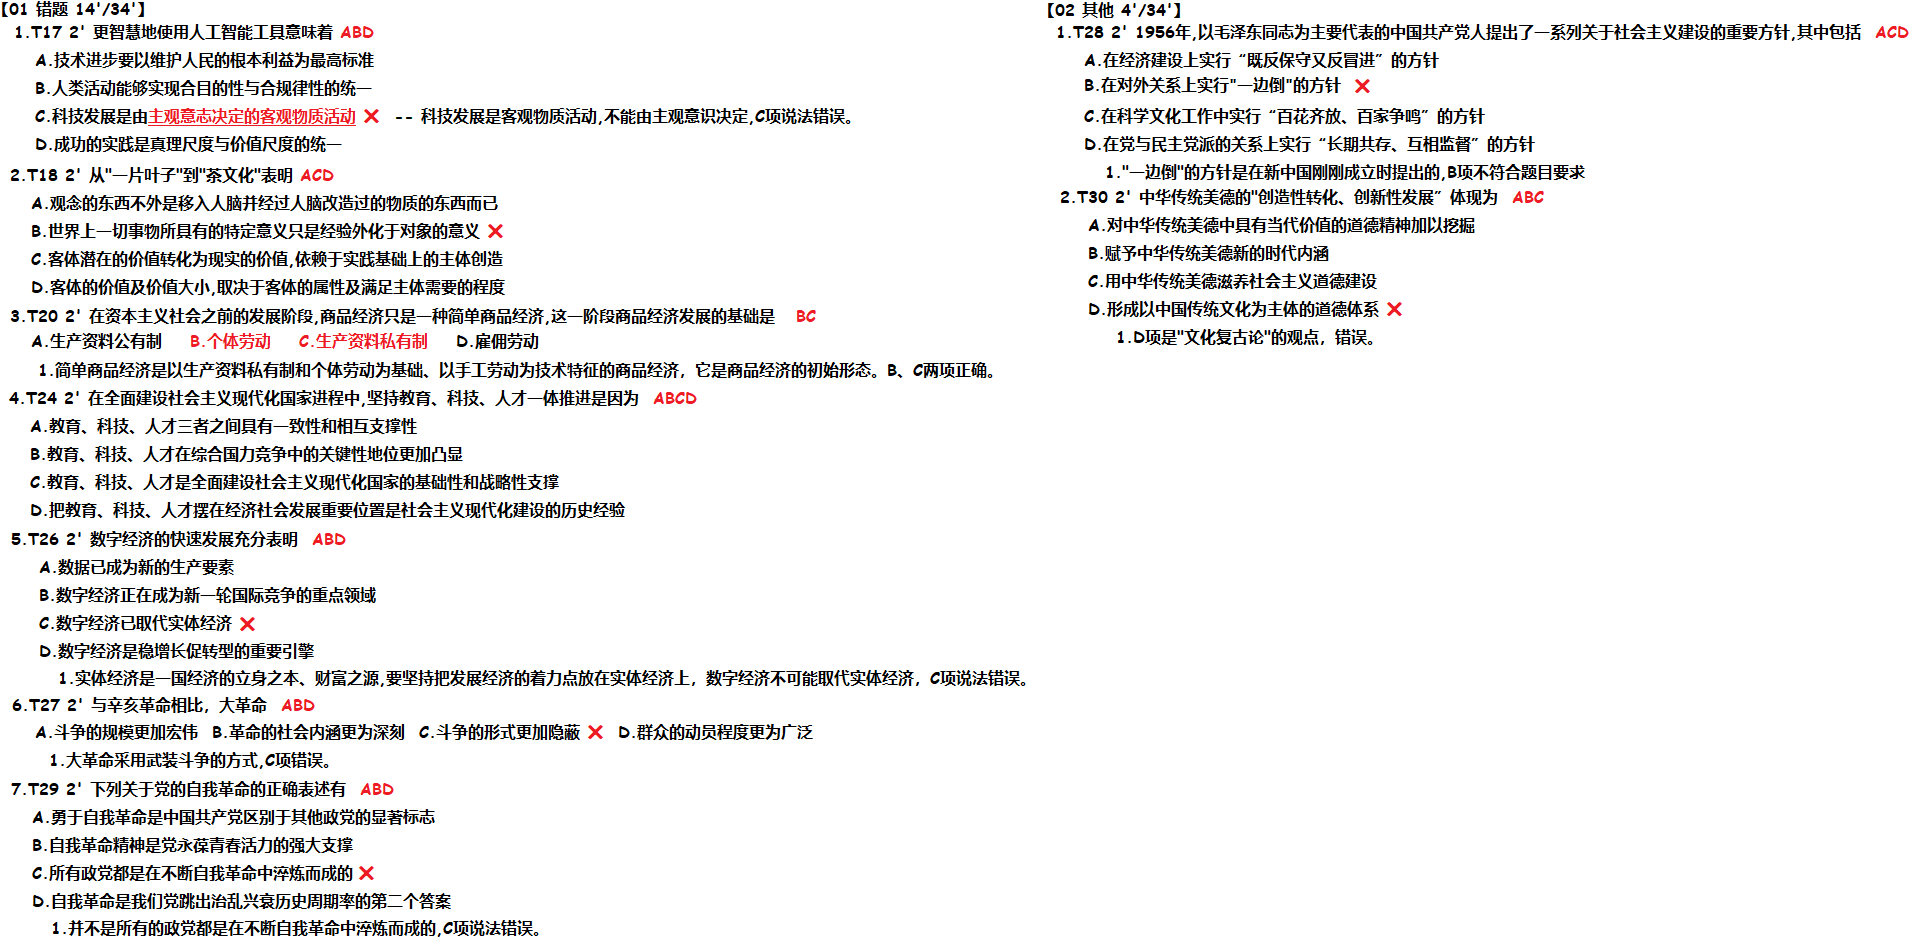 【01 错题 14'/34'】
1.T17 2' 更智慧地使用人工智能工具意味着 ABD
A.技术进步要以维护人民的根本利益为最高标准
B.人类活动能够实现合目的性与合规律性的统一
C.科技发展是由主观意志决定的客观物质活动 ❌ -- 科技发展是客观物质活动,不能由主观意识决定,C项说法错误。
D.成功的实践是真理尺度与价值尺度的统一
2.T18 2' 从"一片叶子"到"茶文化"表明 ACD
A.观念的东西不外是移入人脑并经过人脑改造过的物质的东西而已
B.世界上一切事物所具有的特定意义只是经验外化于对象的意义 ❌
C.客体潜在的价值转化为现实的价值,依赖于实践基础上的主体创造
D.客体的价值及价值大小,取决于客体的属性及满足主体需要的程度
3.T20 2' 在资本主义社会之前的发展阶段,商品经济只是一种简单商品经济,这一阶段商品经济发展的基础是 BC
A.生产资料公有制 B.个体劳动 C.生产资料私有制 D.雇佣劳动
1.简单商品经济是以生产资料私有制和个体劳动为基础、以手工劳动为技术特征的商品经济，它是商品经济的初始形态。B、C两项正确。
4.T24 2' 在全面建设社会主义现代化国家进程中,坚持教育、科技、人才一体推进是因为 ABCD
A.教育、科技、人才三者之间具有一致性和相互支撑性
B.教育、科技、人才在综合国力竞争中的关键性地位更加凸显
C.教育、科技、人才是全面建设社会主义现代化国家的基础性和战略性支撑
D.把教育、科技、人才摆在经济社会发展重要位置是社会主义现代化建设的历史经验
5.T26 2' 数字经济的快速发展充分表明 ABD
A.数据已成为新的生产要素
B.数字经济正在成为新一轮国际竞争的重点领域
C.数字经济已取代实体经济 ❌
D.数字经济是稳增长促转型的重要引擎
1.实体经济是一国经济的立身之本、财富之源,要坚持把发展经济的着力点放在实体经济上，数字经济不可能取代实体经济，C项说法错误。
6.T27 2' 与辛亥革命相比，大革命 ABD
A.斗争的规模更加宏伟 B.革命的社会内涵更为深刻 C.斗争的形式更加隐蔽 ❌ D.群众的动员程度更为广泛
1.大革命采用武装斗争的方式,C项错误。
7.T29 2' 下列关于党的自我革命的正确表述有 ABD
A.勇于自我革命是中国共产党区别于其他政党的显著标志
B.自我革命精神是党永葆青春活力的强大支撑
C.所有政党都是在不断自我革命中淬炼而成的 ❌
D.自我革命是我们党跳出治乱兴衰历史周期率的第二个答案
1.并不是所有的政党都是在不断自我革命中淬炼而成的,C项说法错误。
【02 其他 4'/34'】
1.T28 2' 1956年,以毛泽东同志为主要代表的中国共产党人提出了一系列关于社会主义建设的重要方针,其中包括 ACD
A.在经济建设上实行“既反保守又反冒进”的方针
B.在对外关系上实行"一边倒"的方针 ❌
C.在科学文化工作中实行“百花齐放、百家争鸣”的方针
D.在党与民主党派的关系上实行“长期共存、互相监督”的方针
1."一边倒"的方针是在新中国刚刚成立时提出的,B项不符合题目要求
2.T30 2' 中华传统美德的"创造性转化、创新性发展”体现为 ABC
A.对中华传统美德中具有当代价值的道德精神加以挖掘
B.赋予中华传统美德新的时代内涵
C.用中华传统美德滋养社会主义道德建设
D.形成以中国传统文化为主体的道德体系 ❌
1.D项是"文化复古论"的观点，错误。